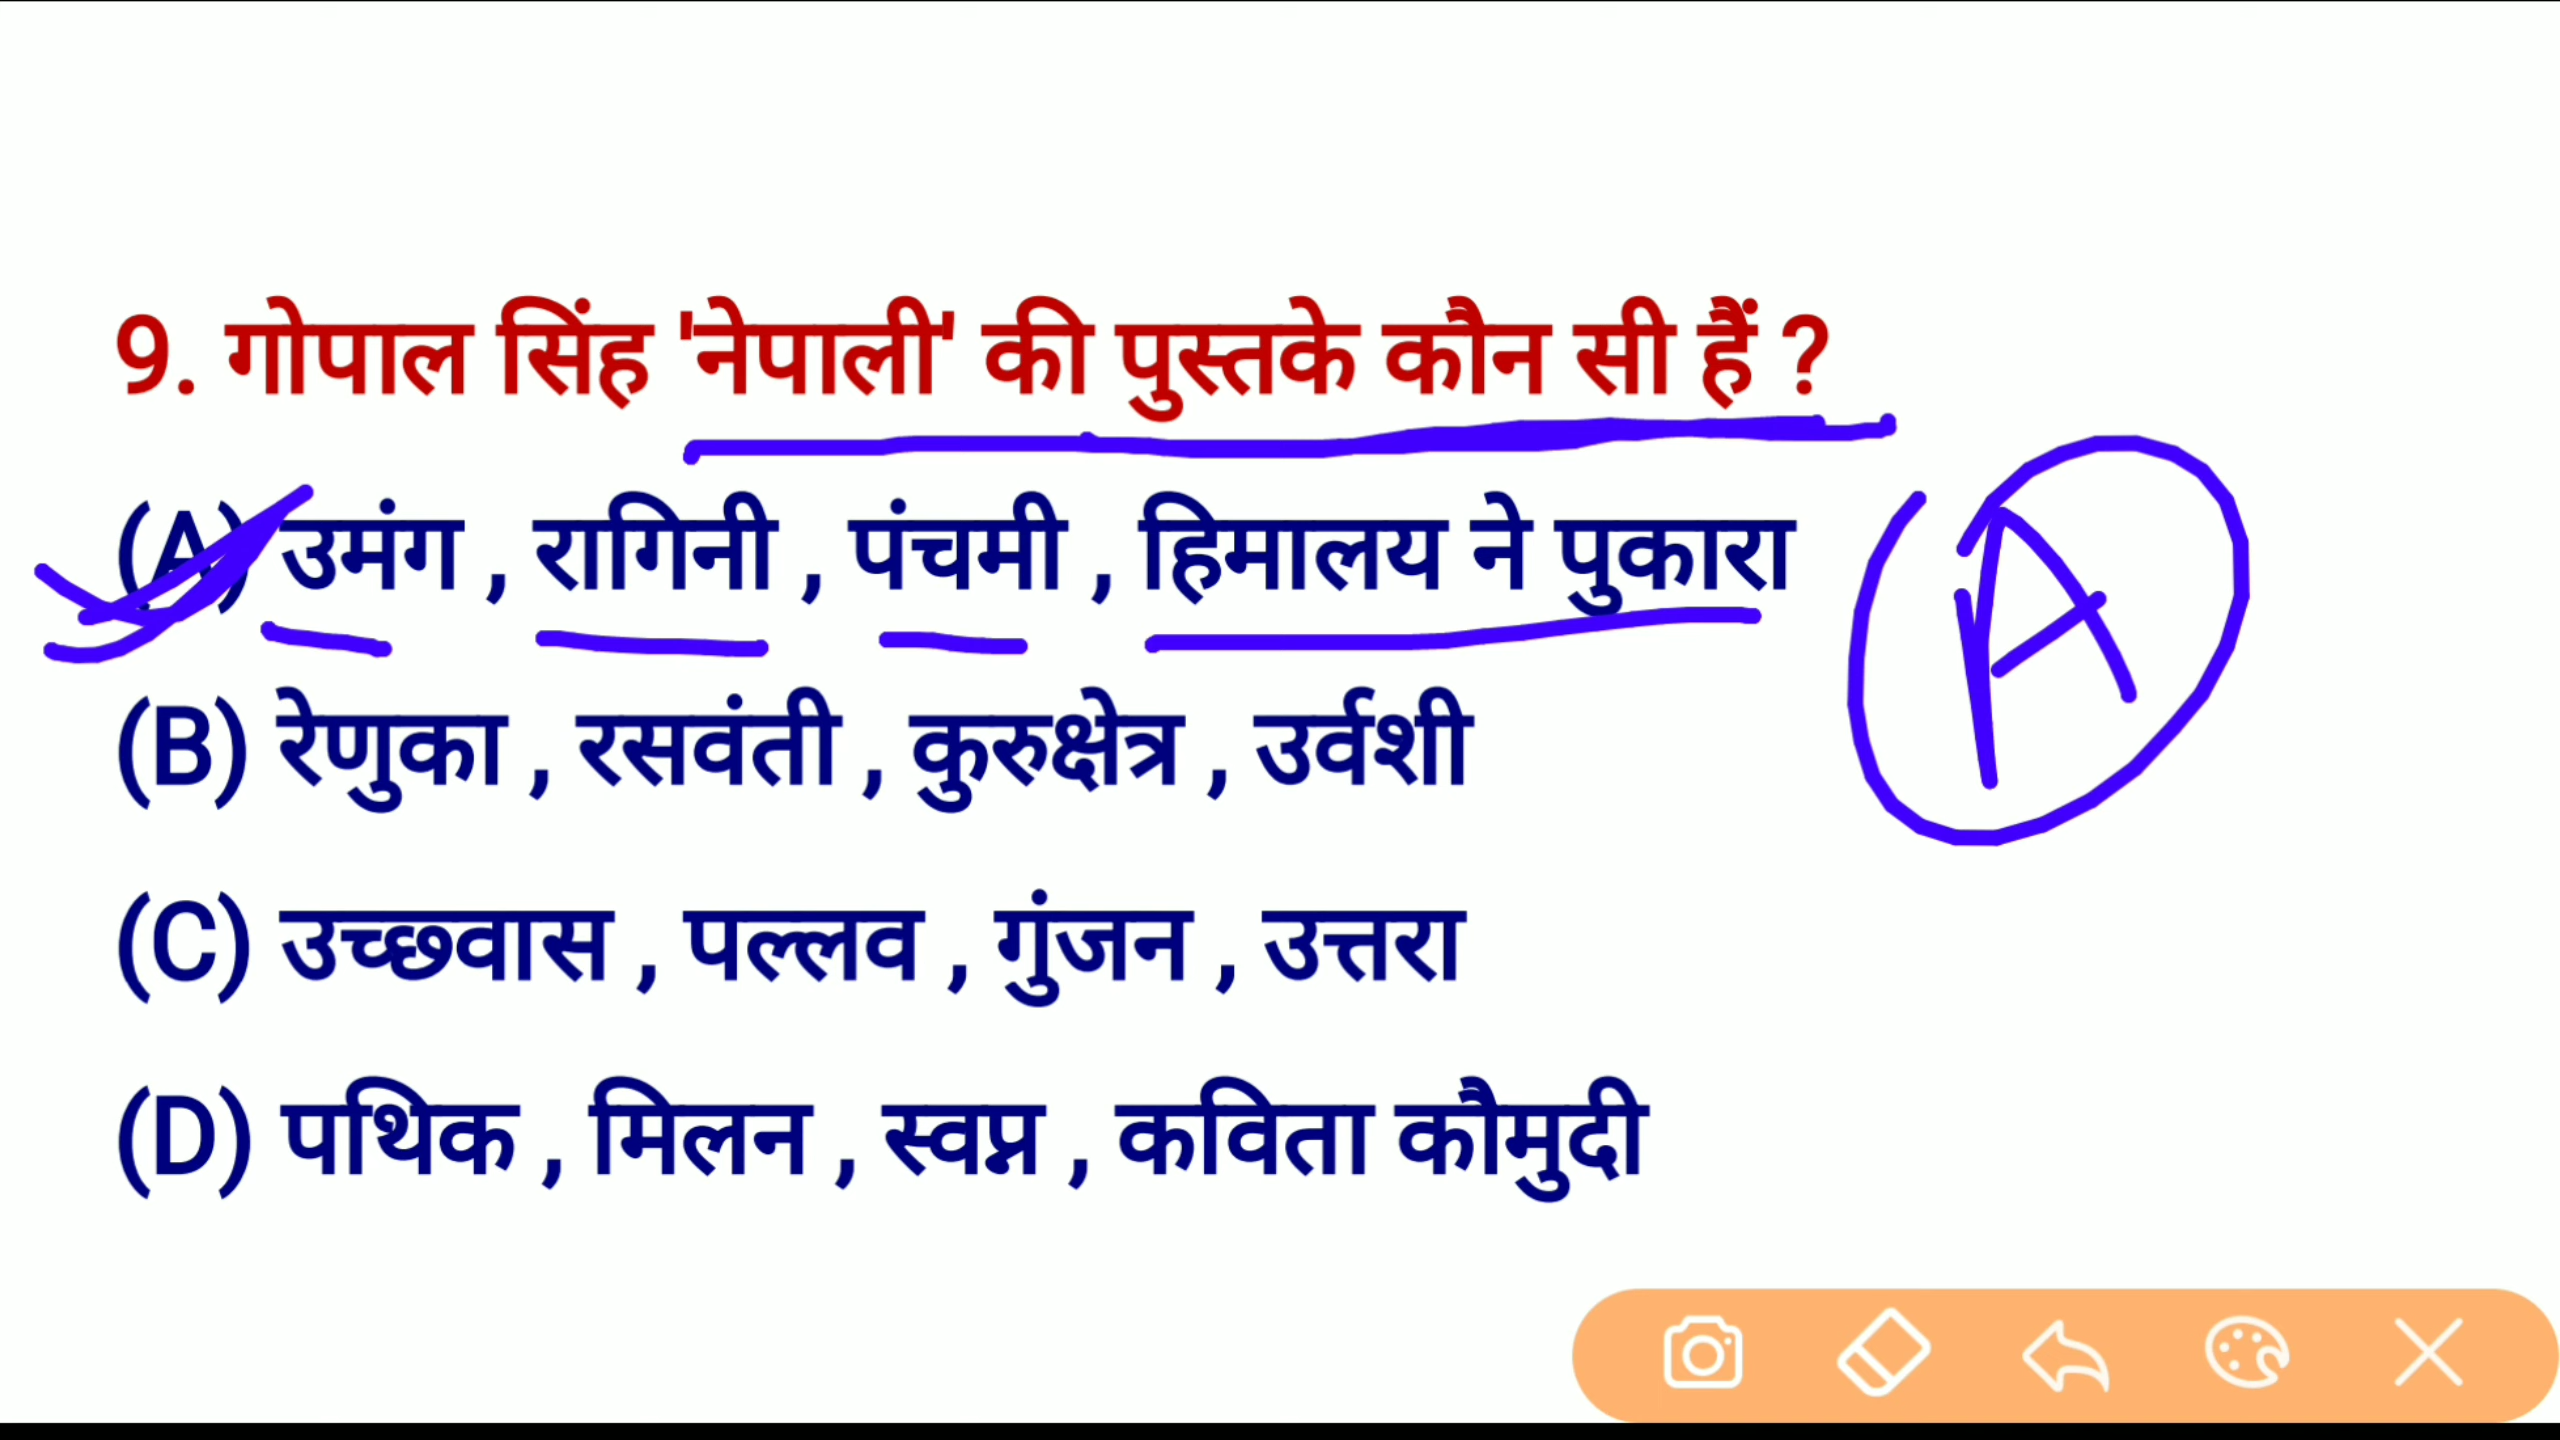 9. गोपाल सिंह 'नेपाली' की पुस्तके कौन सी हैं ?
(A) उमंग , रागिनी , पंचमी , हिमालय ने पुकारा
A
(B) रेणुका , रसवंती , कुरुक्षेत्र , उर्वशी
(C) उच्छ्वास , पल्लव , गुंजन , उत्तरा
(D) पथिक , मिलन , स्वप्न , कविता कौमुदी